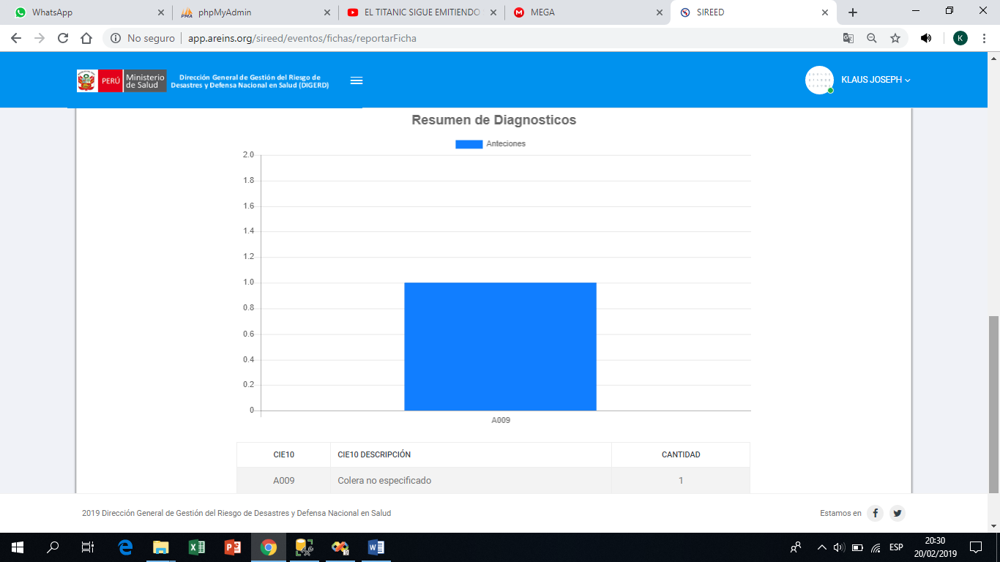 WhatsApp
phpMyAdmin
EL TITANIC SIGUE EMITIENDO
MEGA
SIREED
No seguro
app.areins.org/sireed/eventos/fichas/reportarFicha
K
PERÚ
Ministerio
de Salud
Dirección General de Gestión del Riesgo de
Desastres y Defensa Nacional en Salud (DIGERD)
KLAUS JOSEPH
Resumen de Diagnosticos
Anteciones
2.0
1.8
1.6
1.4
1.2
1.0
0.8
0.6
0.4
0.2
0
A009
CIE10 CIE10 DESCRIPCIÓN CANTIDAD
A009 Colera no especificado 1
2019 Dirección General de Gestión del Riesgo de Desastres y Defensa Nacional en Salud
Estamos en
ESP
20:30
20/02/2019